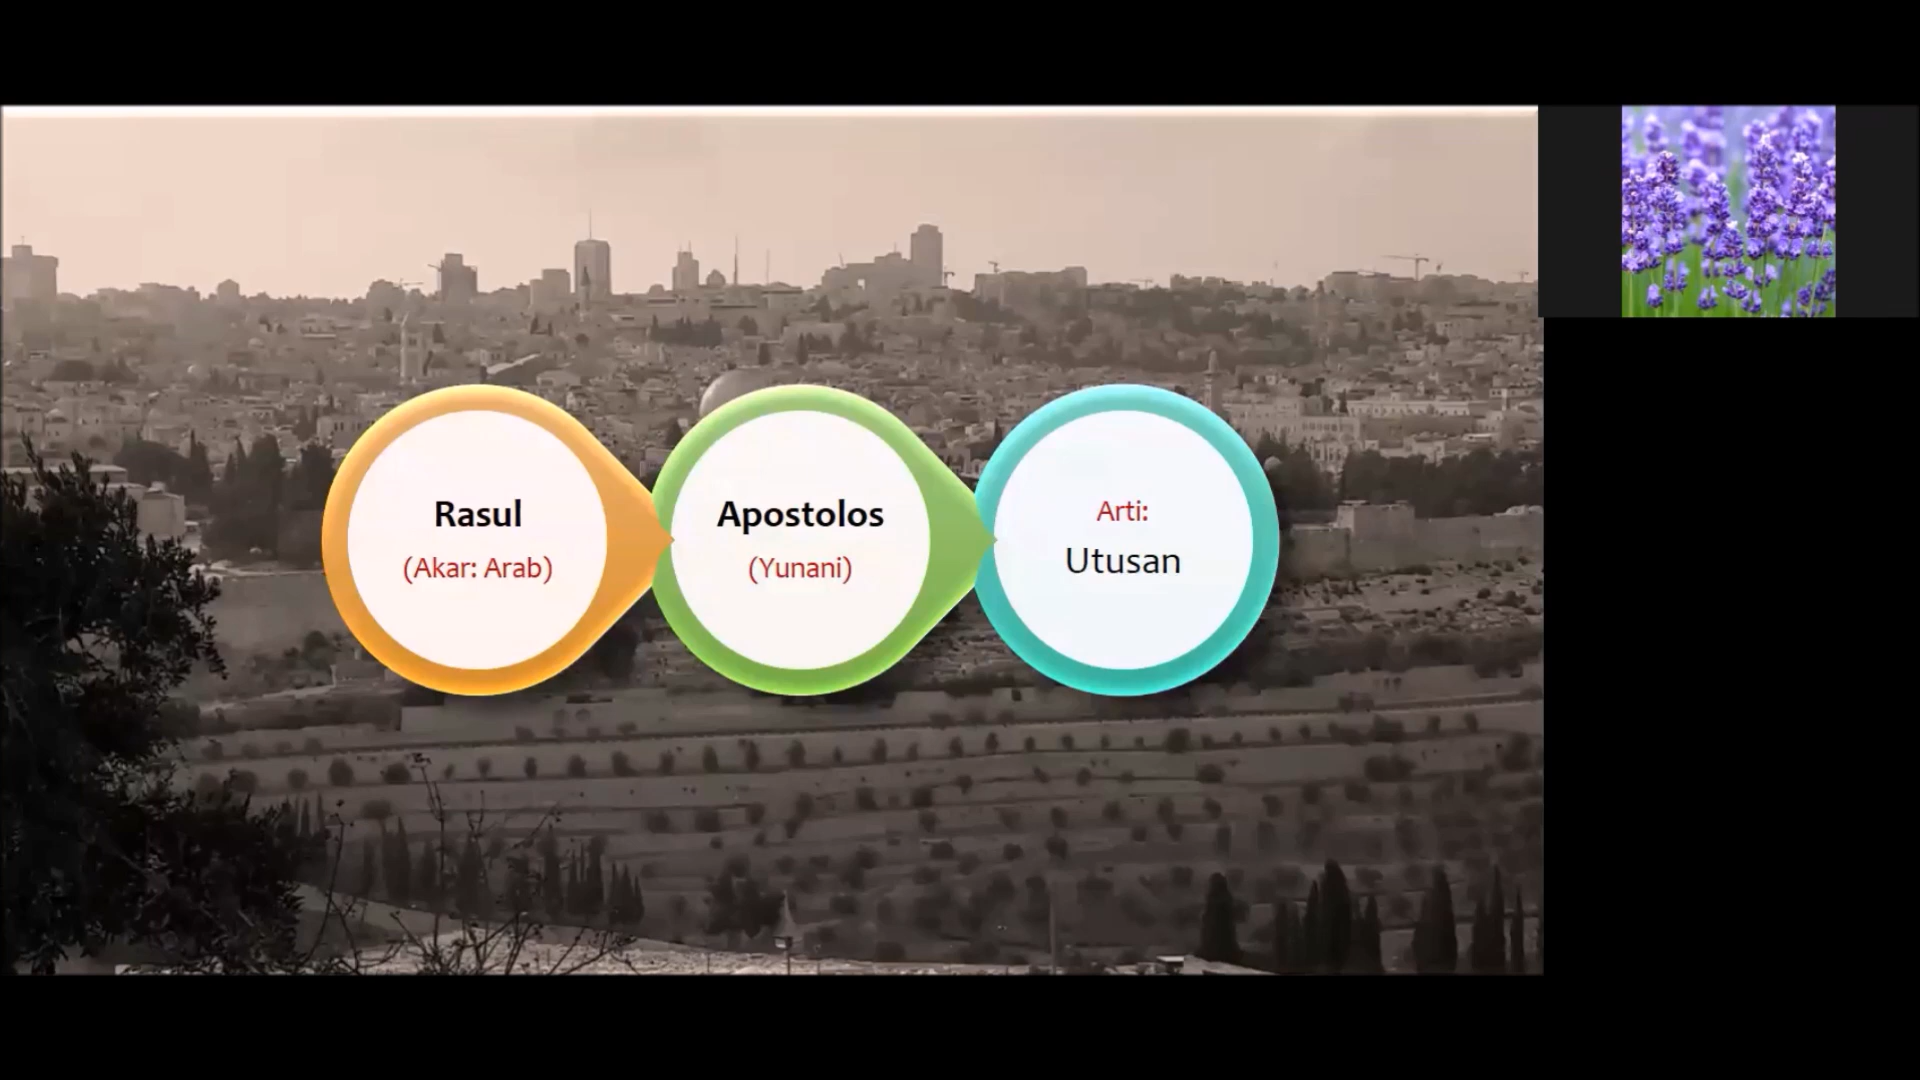 Rasul
(Akar: Arab)
Apostolos
(Yunani)
Arti:
Utusan